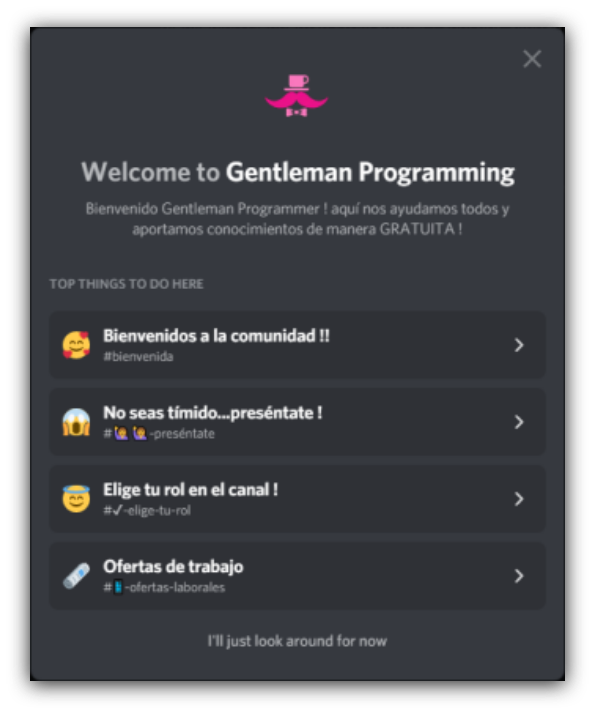 Welcome to Gentleman Programming
Bienvenido Gentleman Programmer ! aquí nos ayudamos todos y
aportamos conocimientos de manera GRATUITA !
TOP THINGS TO DO HERE
Bienvenidos a la comunidad !!
#bienvenida
No seas tímido...preséntate !
#🙋🙋-preséntate
Elige tu rol en el canal !
#✓-elige-tu-rol
Ofertas de trabajo
#📱-ofertas-laborales
I'll just look around for now